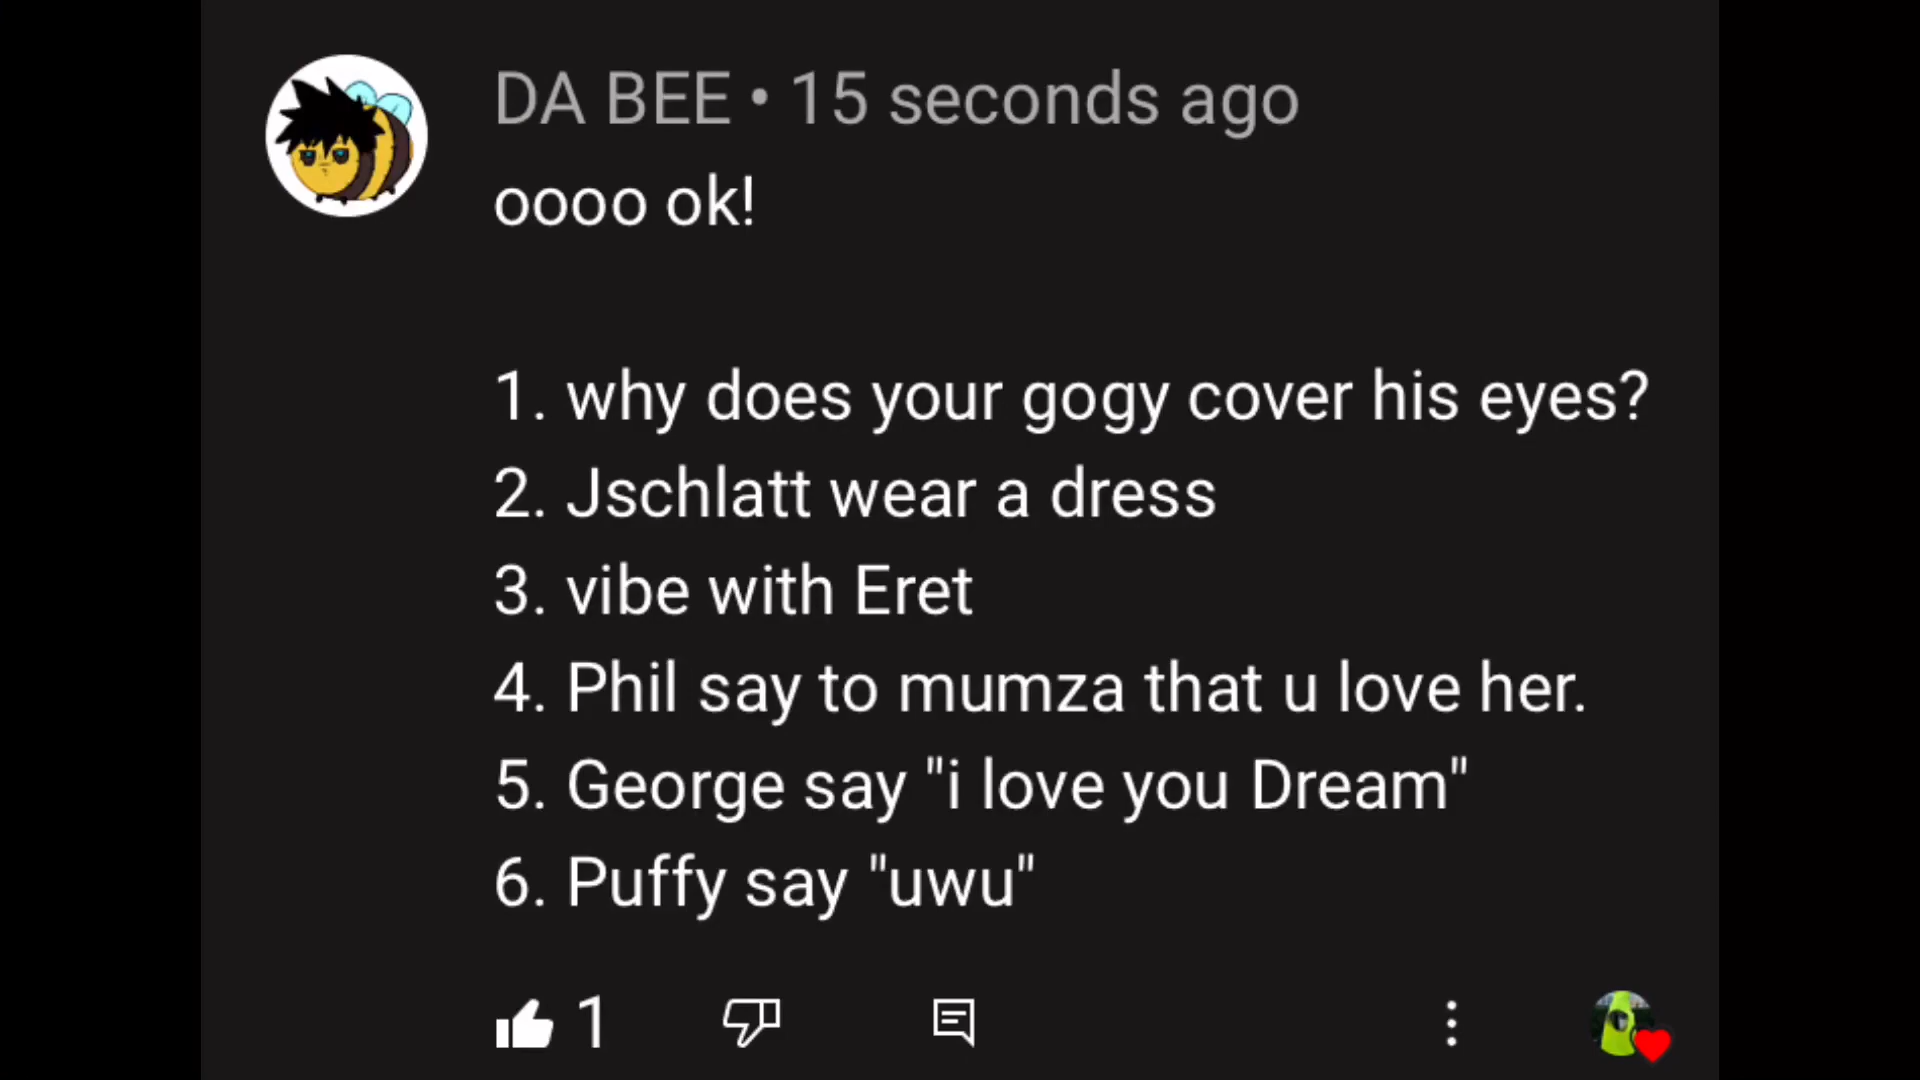 DA BEE • 15 seconds ago
oooo ok!
1. why does your gogy cover his eyes?
2. Jschlatt wear a dress
3. vibe with Eret
4. Phil say to mumza that u love her.
5. George say "i love you Dream"
6. Puffy say "uwu"
1